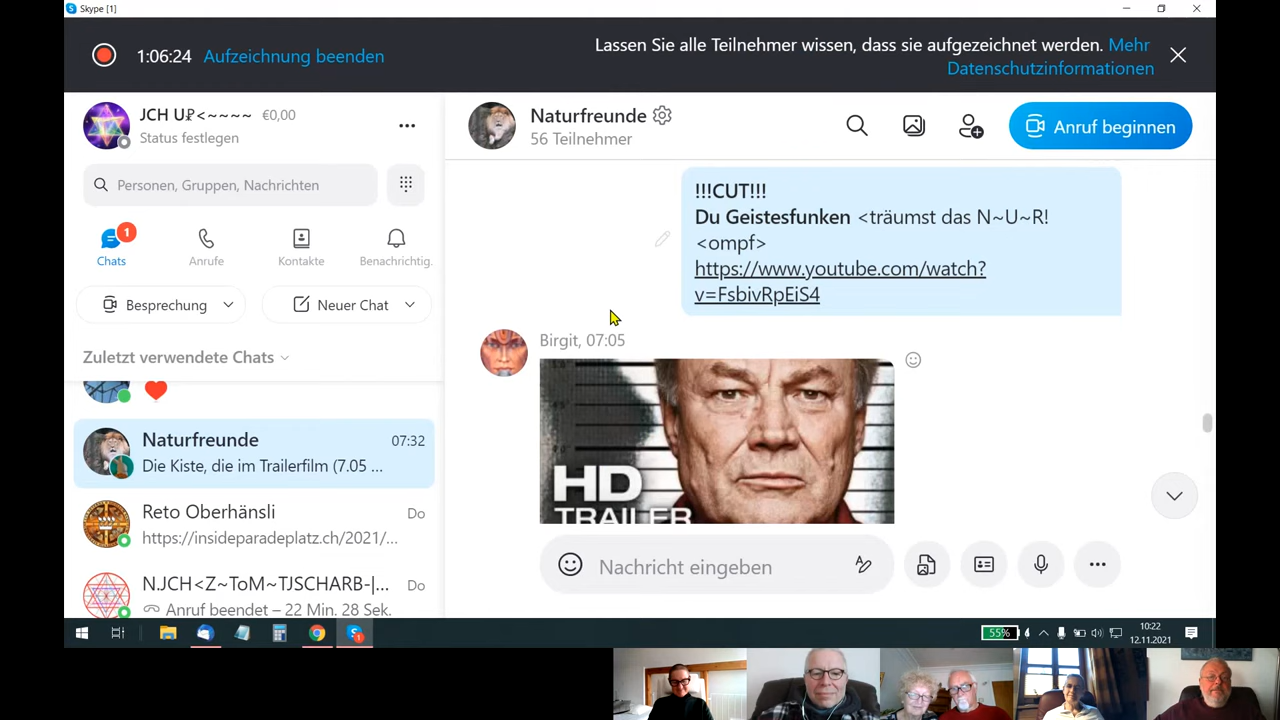 Skype [1]
1:06:24 Aufzeichnung beenden
Lassen Sie alle Teilnehmer wissen, dass sie aufgezeichnet werden. Mehr
Datenschutzinformationen
JCH U₽<~~~~ €0,00
Status festlegen
Personen, Gruppen, Nachrichten
1
Chats
Anrufe
Kontakte
Benachrichtig.
Besprechung
Neuer Chat
Zuletzt verwendete Chats
Naturfreunde 07:32
Die Kiste, die im Trailerfilm (7.05 ...
Reto Oberhänsli Do
https://insideparadeplatz.ch/2021/...
N.JCH<Z~ToM~TJSCHARB-|... Do
Anruf beendet – 22 Min. 28 Sek.
Naturfreunde
56 Teilnehmer
Anruf beginnen
!!!CUT!!!
Du Geistesfunken <träumst das N~U~R!
<ompf>
https://www.youtube.com/watch?
v=FsbivRpEiS4
Birgit, 07:05
HD
TRAILER
Nachricht eingeben
55%
10:22
12.11.2021